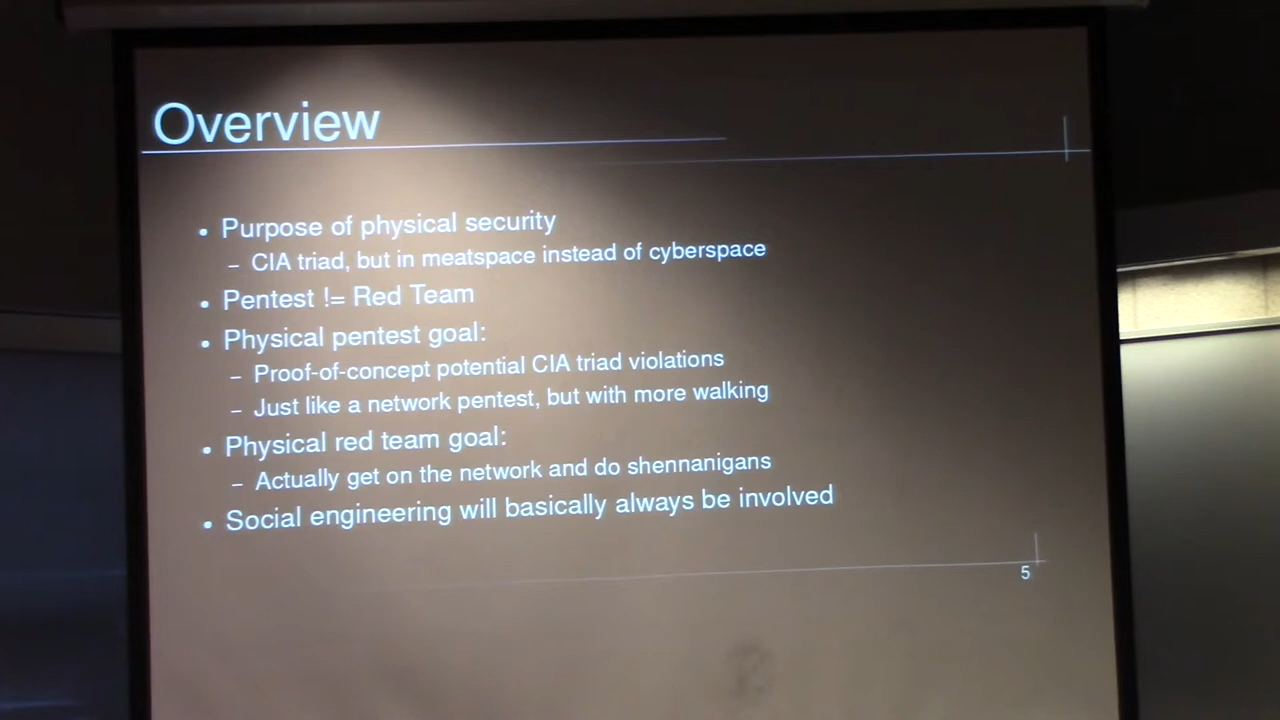 Overview
• Purpose of physical security
– CIA triad, but in meatspace instead of cyberspace
• Pentest != Red Team
• Physical pentest goal:
– Proof-of-concept potential CIA triad violations
– Just like a network pentest, but with more walking
• Physical red team goal:
– Actually get on the network and do shennanigans
• Social engineering will basically always be involved
5